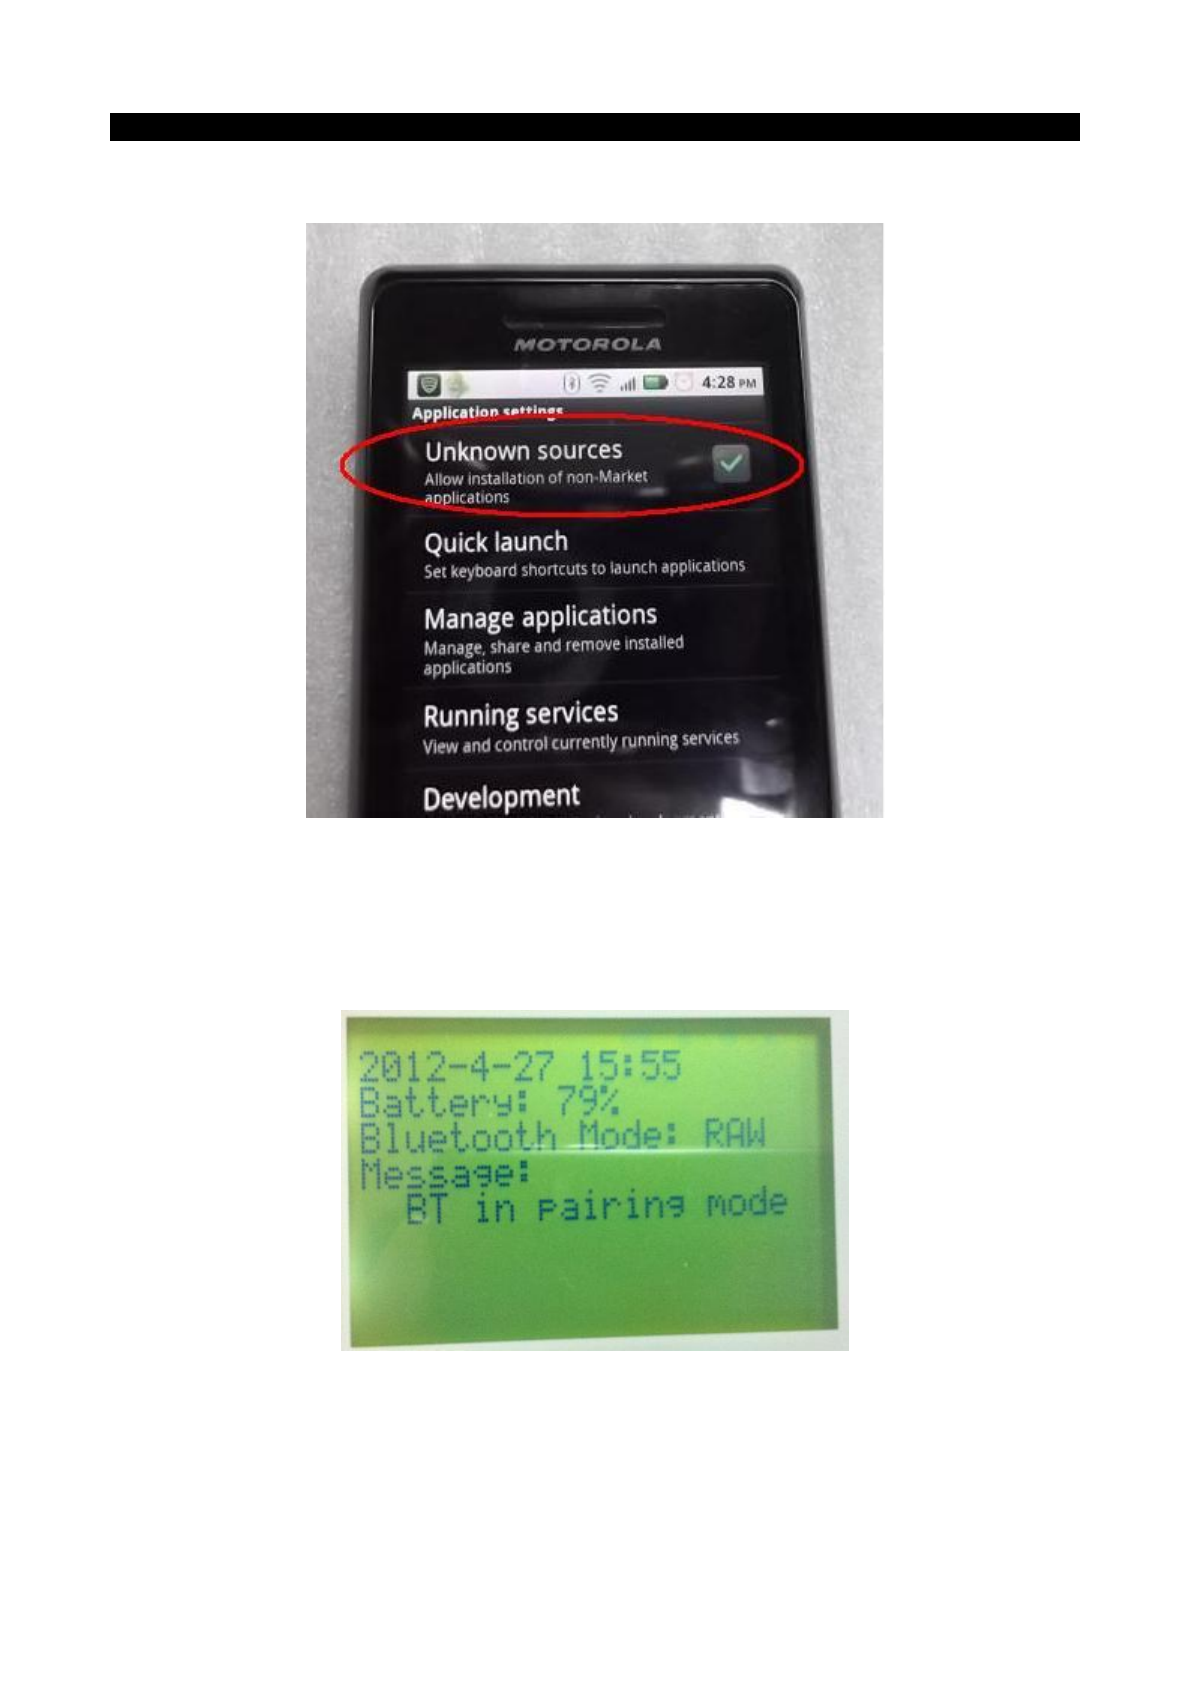 MOTOROLA
4:28 PM
Application settings
Unknown sources
Allow installation of non-Market
applications
Quick launch
Set keyboard shortcuts to launch applications
Manage applications
Manage, share and remove installed
applications
Running services
View and control currently running services
Development
2012-4-27 15:55
Battery: 79%
Bluetooth Mode: RAW
Message:
BT in pairing mode